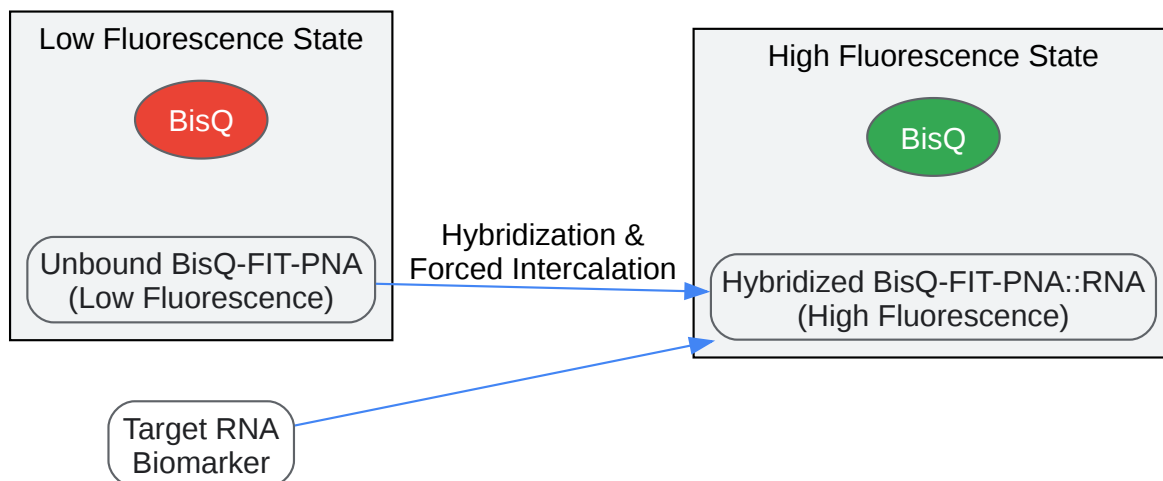 Low Fluorescence State
BisQ
Unbound BisQ-FIT-PNA
(Low Fluorescence)
Hybridization &
Forced Intercalation
High Fluorescence State
BisQ
Hybridized BisQ-FIT-PNA::RNA
(High Fluorescence)
Target RNA
Biomarker